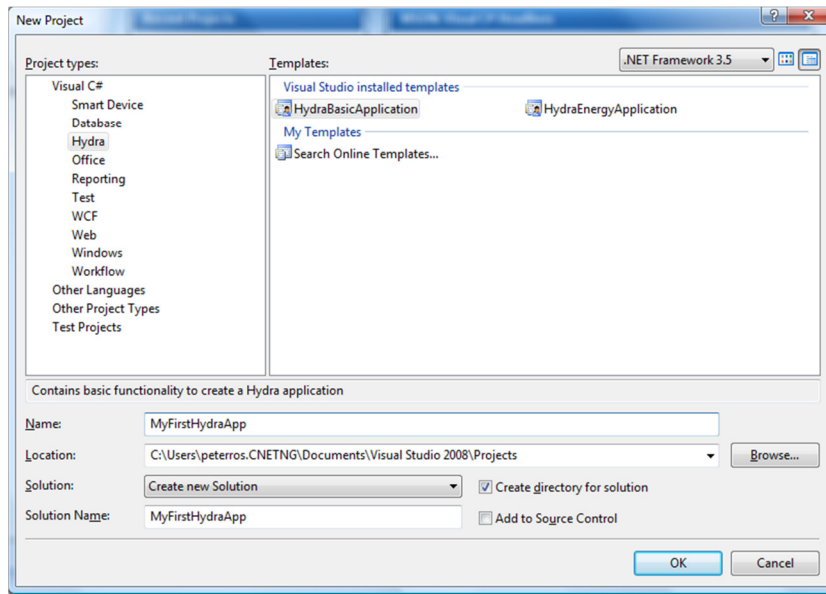 New Project
Project types:
Templates:
.NET Framework 3.5
Visual C#
Smart Device
Database
Hydra
Office
Reporting
Test
WCF
Web
Windows
Workflow
Other Languages
Other Project Types
Test Projects
Visual Studio installed templates
HydraBasicApplication
HydraEnergyApplication
My Templates
Search Online Templates...
Contains basic functionality to create a Hydra application
Name:
MyFirstHydraApp
Location:
C:\Users\peterros.CNETNG\Documents\Visual Studio 2008\Projects
Browse...
Solution:
Create new Solution
Create directory for solution
Solution Name:
MyFirstHydraApp
Add to Source Control
OK
Cancel